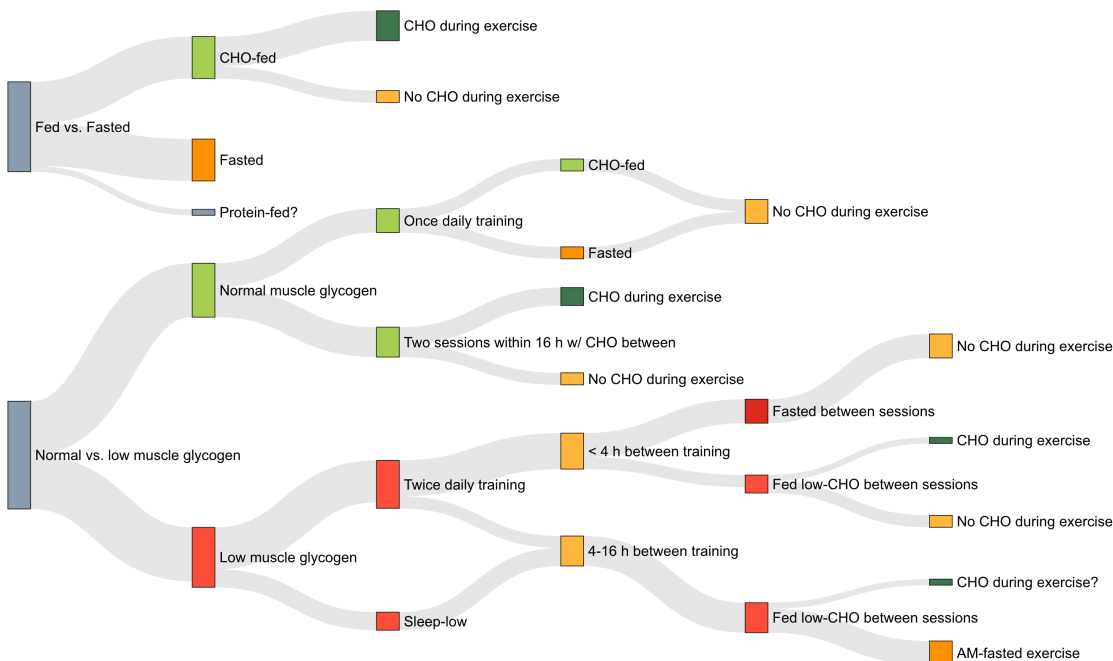 CHO during exercise
CHO-fed
No CHO during exercise
Fed vs. Fasted
Fasted
CHO-fed
Protein-fed?
No CHO during exercise
Once daily training
Fasted
Normal muscle glycogen
CHO during exercise
Two sessions within 16 h w/ CHO between
No CHO during exercise
No CHO during exercise
Fasted between sessions
CHO during exercise
< 4 h between training
Normal vs. low muscle glycogen
Twice daily training
Fed low-CHO between sessions
No CHO during exercise
4-16 h between training
Low muscle glycogen
CHO during exercise?
Sleep-low
Fed low-CHO between sessions
AM-fasted exercise